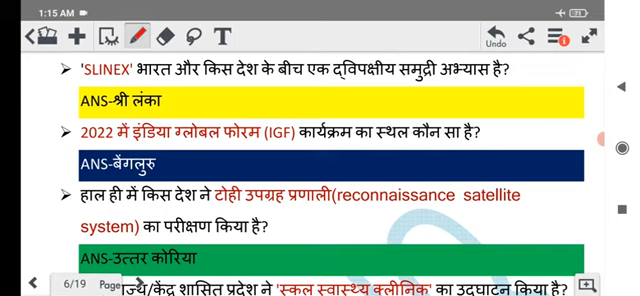 1:15 AM
71
T
Undo
➢ 'SLINEX' भारत और किस देश के बीच एक द्विपक्षीय समुद्री अभ्यास है?
ANS-श्री लंका
➢ 2022 में इंडिया ग्लोबल फोरम (IGF) कार्यक्रम का स्थल कौन सा है?
ANS-बेंगलुरु
➢ हाल ही में किस देश ने टोही उपग्रह प्रणाली(reconnaissance satellite
system) का परीक्षण किया है?
ANS-उत्तर कोरिया
6/19 Page
ज्य/केंद्र शासित प्रदेश ने 'स्कूल स्वास्थ्य क्लीनिक' का उद्घाटन किया है?